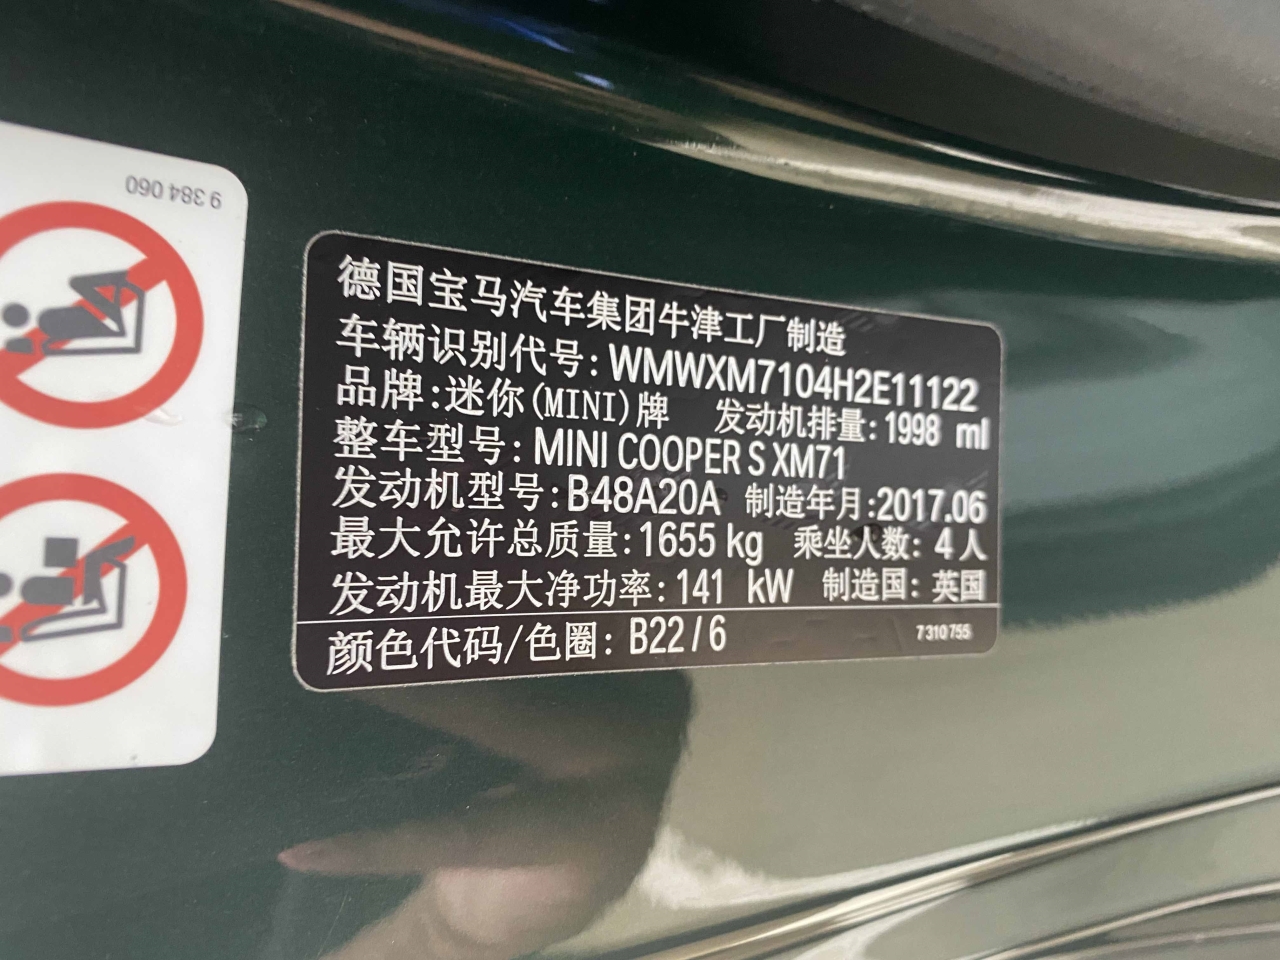 9 384 060
德国宝马汽车集团牛津工厂制造
车辆识别代号: WMWXM7104H2E11122
品牌: 迷你(MINI)牌 发动机排量: 1998 ml
整车型号: MINI COOPER S XM71
发动机型号: B48A20A 制造年月: 2017.06
最大允许总质量: 1655 kg 乘坐人数: 4人
发动机最大净功率: 141 kW 制造国: 英国
颜色代码/色圈: B22/6 7310755